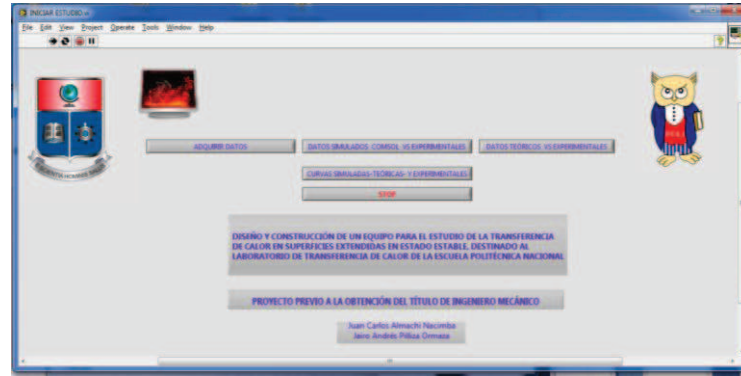 INICIAR ESTUDIO.vi
File Edit View Project Operate Tools Window Help
ADQUIRIR DATOS
DATOS SIMULADOS COMSOL VS EXPERIMENTALES
DATOS TEÓRICOS VS EXPERIMENTALES
CURVAS SIMULADAS-TEÓRICAS- Y EXPERIMENTALES
STOP
DISEÑO Y CONSTRUCCIÓN DE UN EQUIPO PARA EL ESTUDIO DE LA TRANSFERENCIA
DE CALOR EN SUPERFICIES EXTENDIDAS EN ESTADO ESTABLE, DESTINADO AL
LABORATORIO DE TRANSFERENCIA DE CALOR DE LA ESCUELA POLITÉCNICA NACIONAL
PROYECTO PREVIO A LA OBTENCIÓN DEL TÍTULO DE INGENIERO MECÁNICO
Juan Carlos Almachi Nacimba
Jairo Andrés